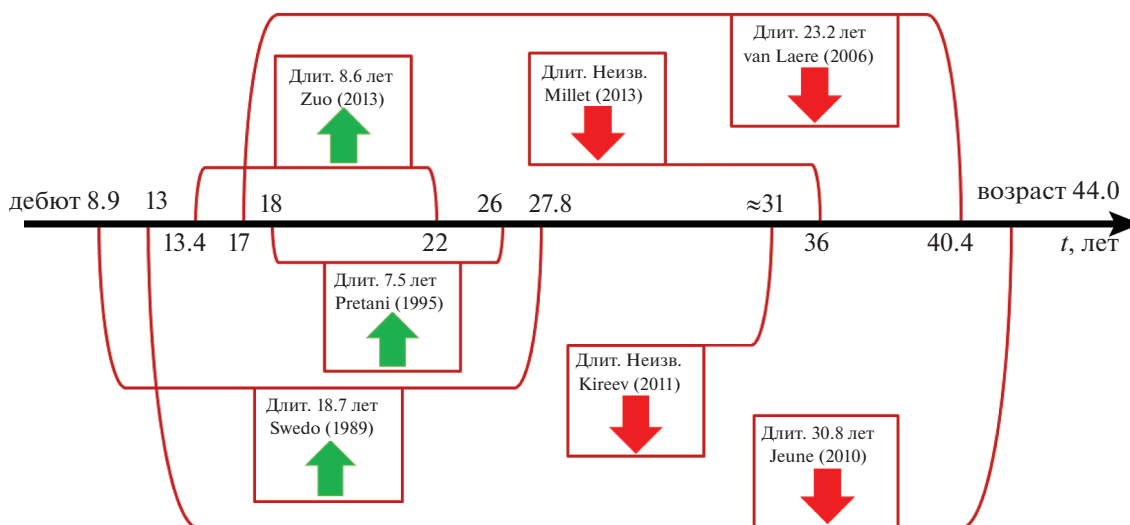 Длит. 23.2 лет
van Laere (2006)
Длит. 8.6 лет
Zuo (2013)
Длит. Неизв.
Millet (2013)
дебют 8.9
13
18
26
27.8
≈31
возраст 44.0
13.4
17
22
36
40.4
t, лет
Длит. 7.5 лет
Pretani (1995)
Длит. Неизв.
Kireev (2011)
Длит. 18.7 лет
Swedo (1989)
Длит. 30.8 лет
Jeune (2010)